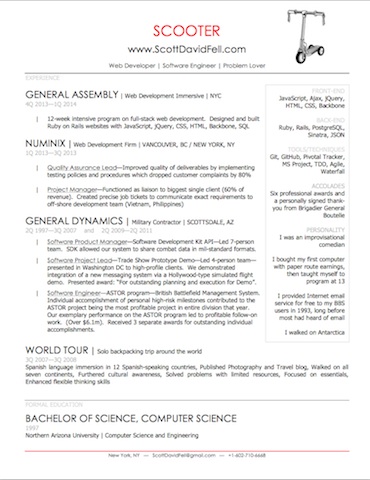 SCOOTER
www.ScottDavidFell.com
Web Developer | Software Engineer | Problem Lover
EXPERIENCE
GENERAL ASSEMBLY | Web Development Immersive | NYC
4Q 2013—1Q 2014
| 12-week intensive program on full-stack web development. Designed and built
Ruby on Rails websites with JavaScript, jQuery, CSS, HTML, Backbone, SQL
NUMINIX | Web Development Firm | VANCOUVER, BC / NEW YORK, NY
1Q 2013—3Q 2013
| Quality Assurance Lead—Improved quality of deliverables by implementing
testing policies and procedures which dropped customer complaints by 80%
| Project Manager—Functioned as liaison to biggest single client (60% of
revenue). Created precise job tickets to communicate exact requirements to
off-shore development team (Vietnam, Philippines)
GENERAL DYNAMICS | Military Contractor | SCOTTSDALE, AZ
2Q 1997—3Q 2007 and 2Q 2009—2Q 2011
| Software Product Manager—Software Development Kit API—Led 7-person
team. SDK allowed our system to share combat data in mil-standard formats.
| Software Project Lead—Trade Show Prototype Demo—Led 4-person team—
presented in Washington DC to high-profile clients. We demonstrated
integration of a new messaging system via a Hollywood-type simulated flight
demo. Presented award: "For outstanding planning and execution for Demo".
| Software Engineer—ASTOR program—British Battlefield Management System.
Individual accomplishment of personal high-risk milestones contributed to the
ASTOR project being the most profitable project in entire division that year.
Our exemplary performance on the ASTOR program led to profitable follow-on
work. (Over $6.1m). Received 3 separate awards for outstanding individual
accomplishments.
FRONT-END
JavaScript, Ajax, jQuery,
HTML, CSS, Backbone
BACK-END
Ruby, Rails, PostgreSQL,
Sinatra, JSON
TOOLS/TECHNIQUES
Git, GitHub, Pivotal Tracker,
MS Project, TDD, Agile,
Waterfall
ACCOLADES
Six professional awards and
a personally signed thank-
you from Brigadier General
Boutelle
PERSONALITY
I was an improvisational
comedian
I bought my first computer
with paper route earnings,
then taught myself to
program at 13
I provided Internet email
service for free to my BBS
users in 1993, long before
most had heard of email
I walked on Antarctica
WORLD TOUR | Solo backpacking trip around the world
3Q 2007—3Q 2008
Spanish language immersion in 12 Spanish-speaking countries, Published Photography and Travel blog, Walked on all
seven continents, Furthered cultural awareness, Solved problems with limited resources, Focused on essentials,
Enhanced flexible thinking skills
FORMAL EDUCATION
BACHELOR OF SCIENCE, COMPUTER SCIENCE
1997
Northern Arizona University | Computer Science and Engineering
New York, NY — ScottDavidFell@gmail.com — +1-602-710-6668